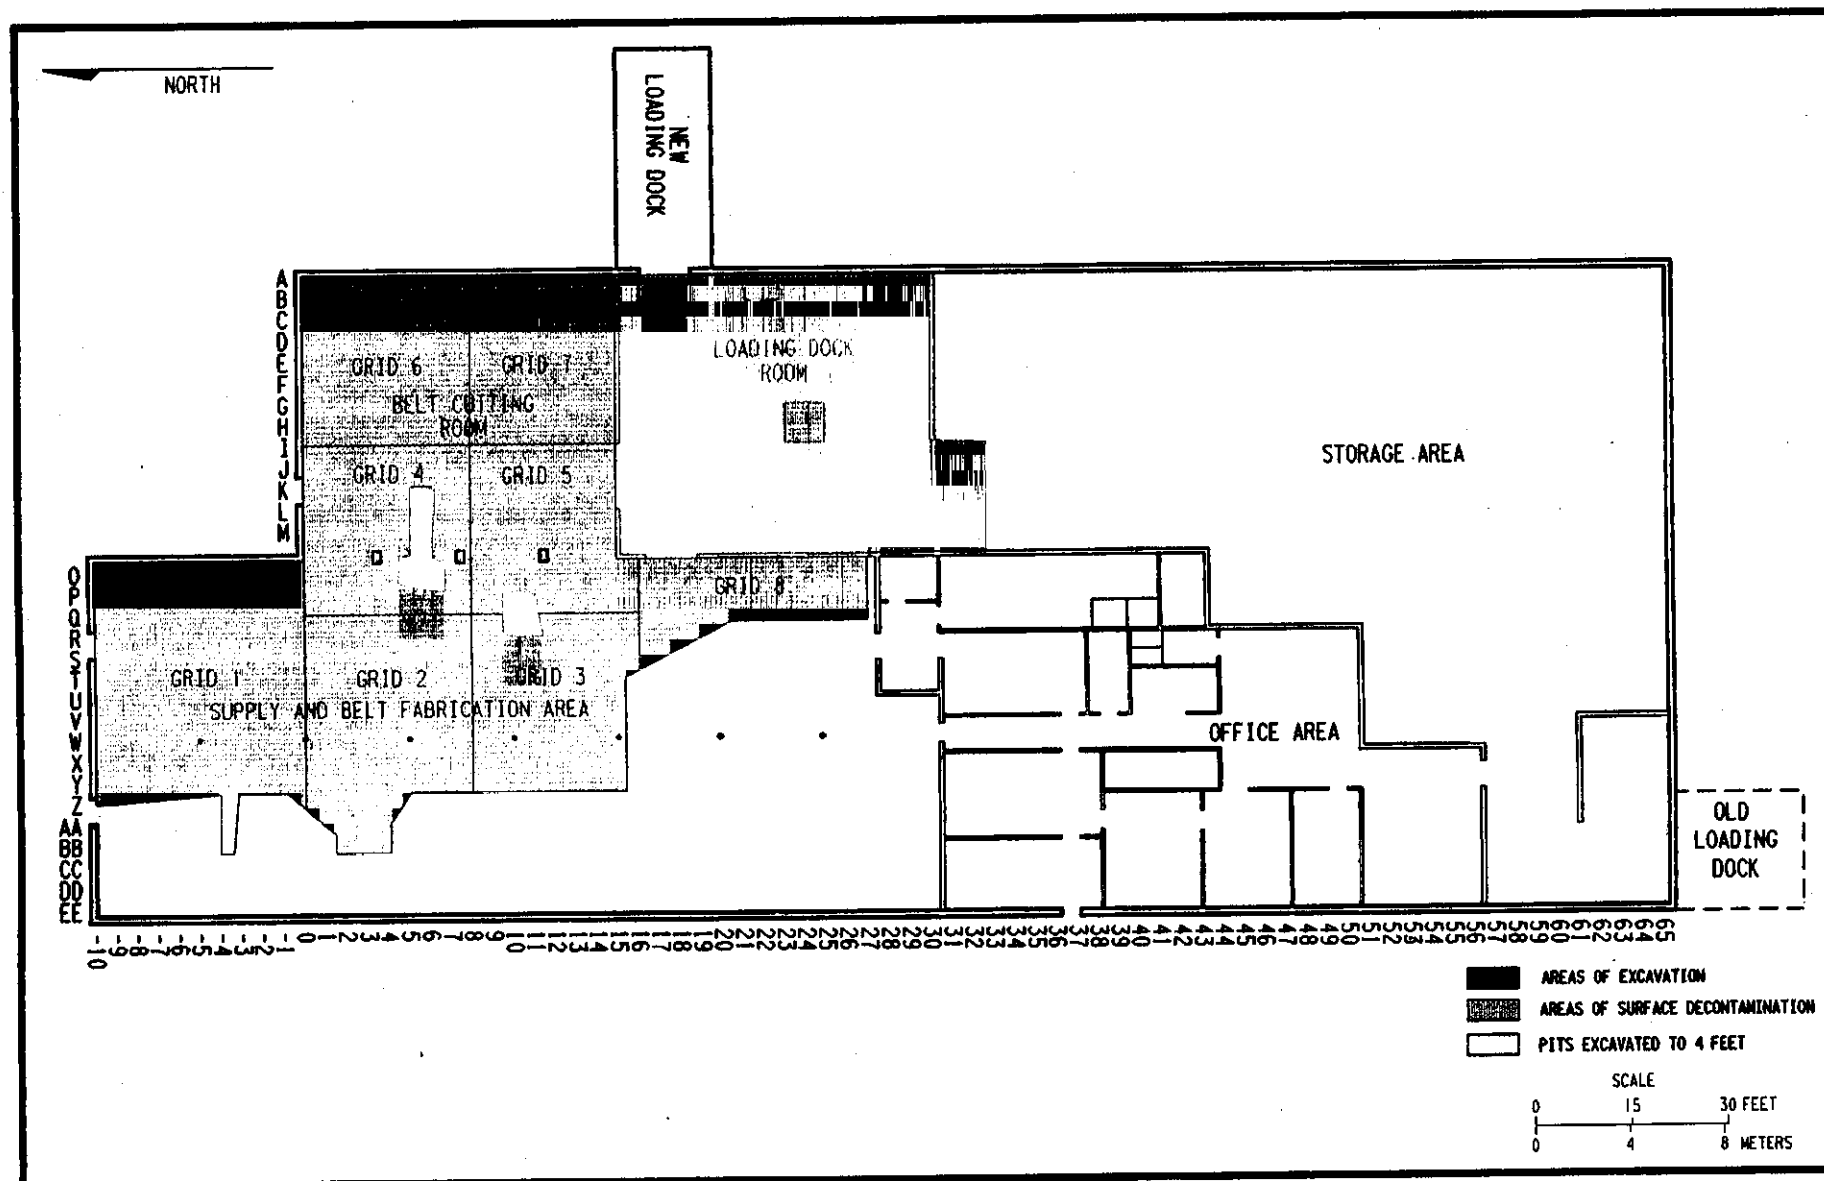 NORTH
NEW
LOADING DOCK
A
B
C
D
E
F
G
H
I
J
K
L
M
LOADING DOCK
ROOM
GRID 6
GRID 7
BELT CUTTING
ROOM
GRID 4
GRID 5
STORAGE AREA
O
P
Q
R
S
T
U
V
W
X
Y
Z
AA
BB
CC
DD
EE
GRID 8
GRID 1
GRID 2
GRID 3
SUPPLY AND BELT FABRICATION AREA
OFFICE AREA
OLD
LOADING
DOCK
-10 -9 -8 -7 -6 -5 -4 -3 -2 -1 0 1 2 3 4 5 6 7 8 9 10 11 12 13 14 15 16 17 18 19 20 21 22 23 24 25 26 27 28 29 30 31 32 33 34 35 36 37 38 39 40 41 42 43 44 45 46 47 48 49 50 51 52 53 54 55 56 57 58 59 60 61 62 63 64 65
AREAS OF EXCAVATION
AREAS OF SURFACE DECONTAMINATION
PITS EXCAVATED TO 4 FEET
SCALE
0 15 30 FEET
0 4 8 METERS